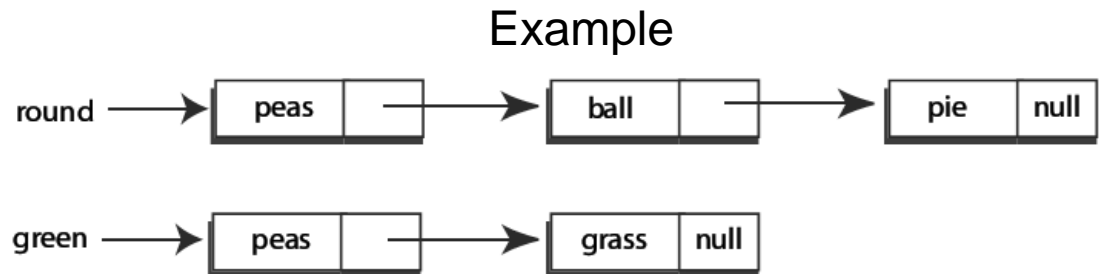 Example
round peas ball pie null
green peas grass null